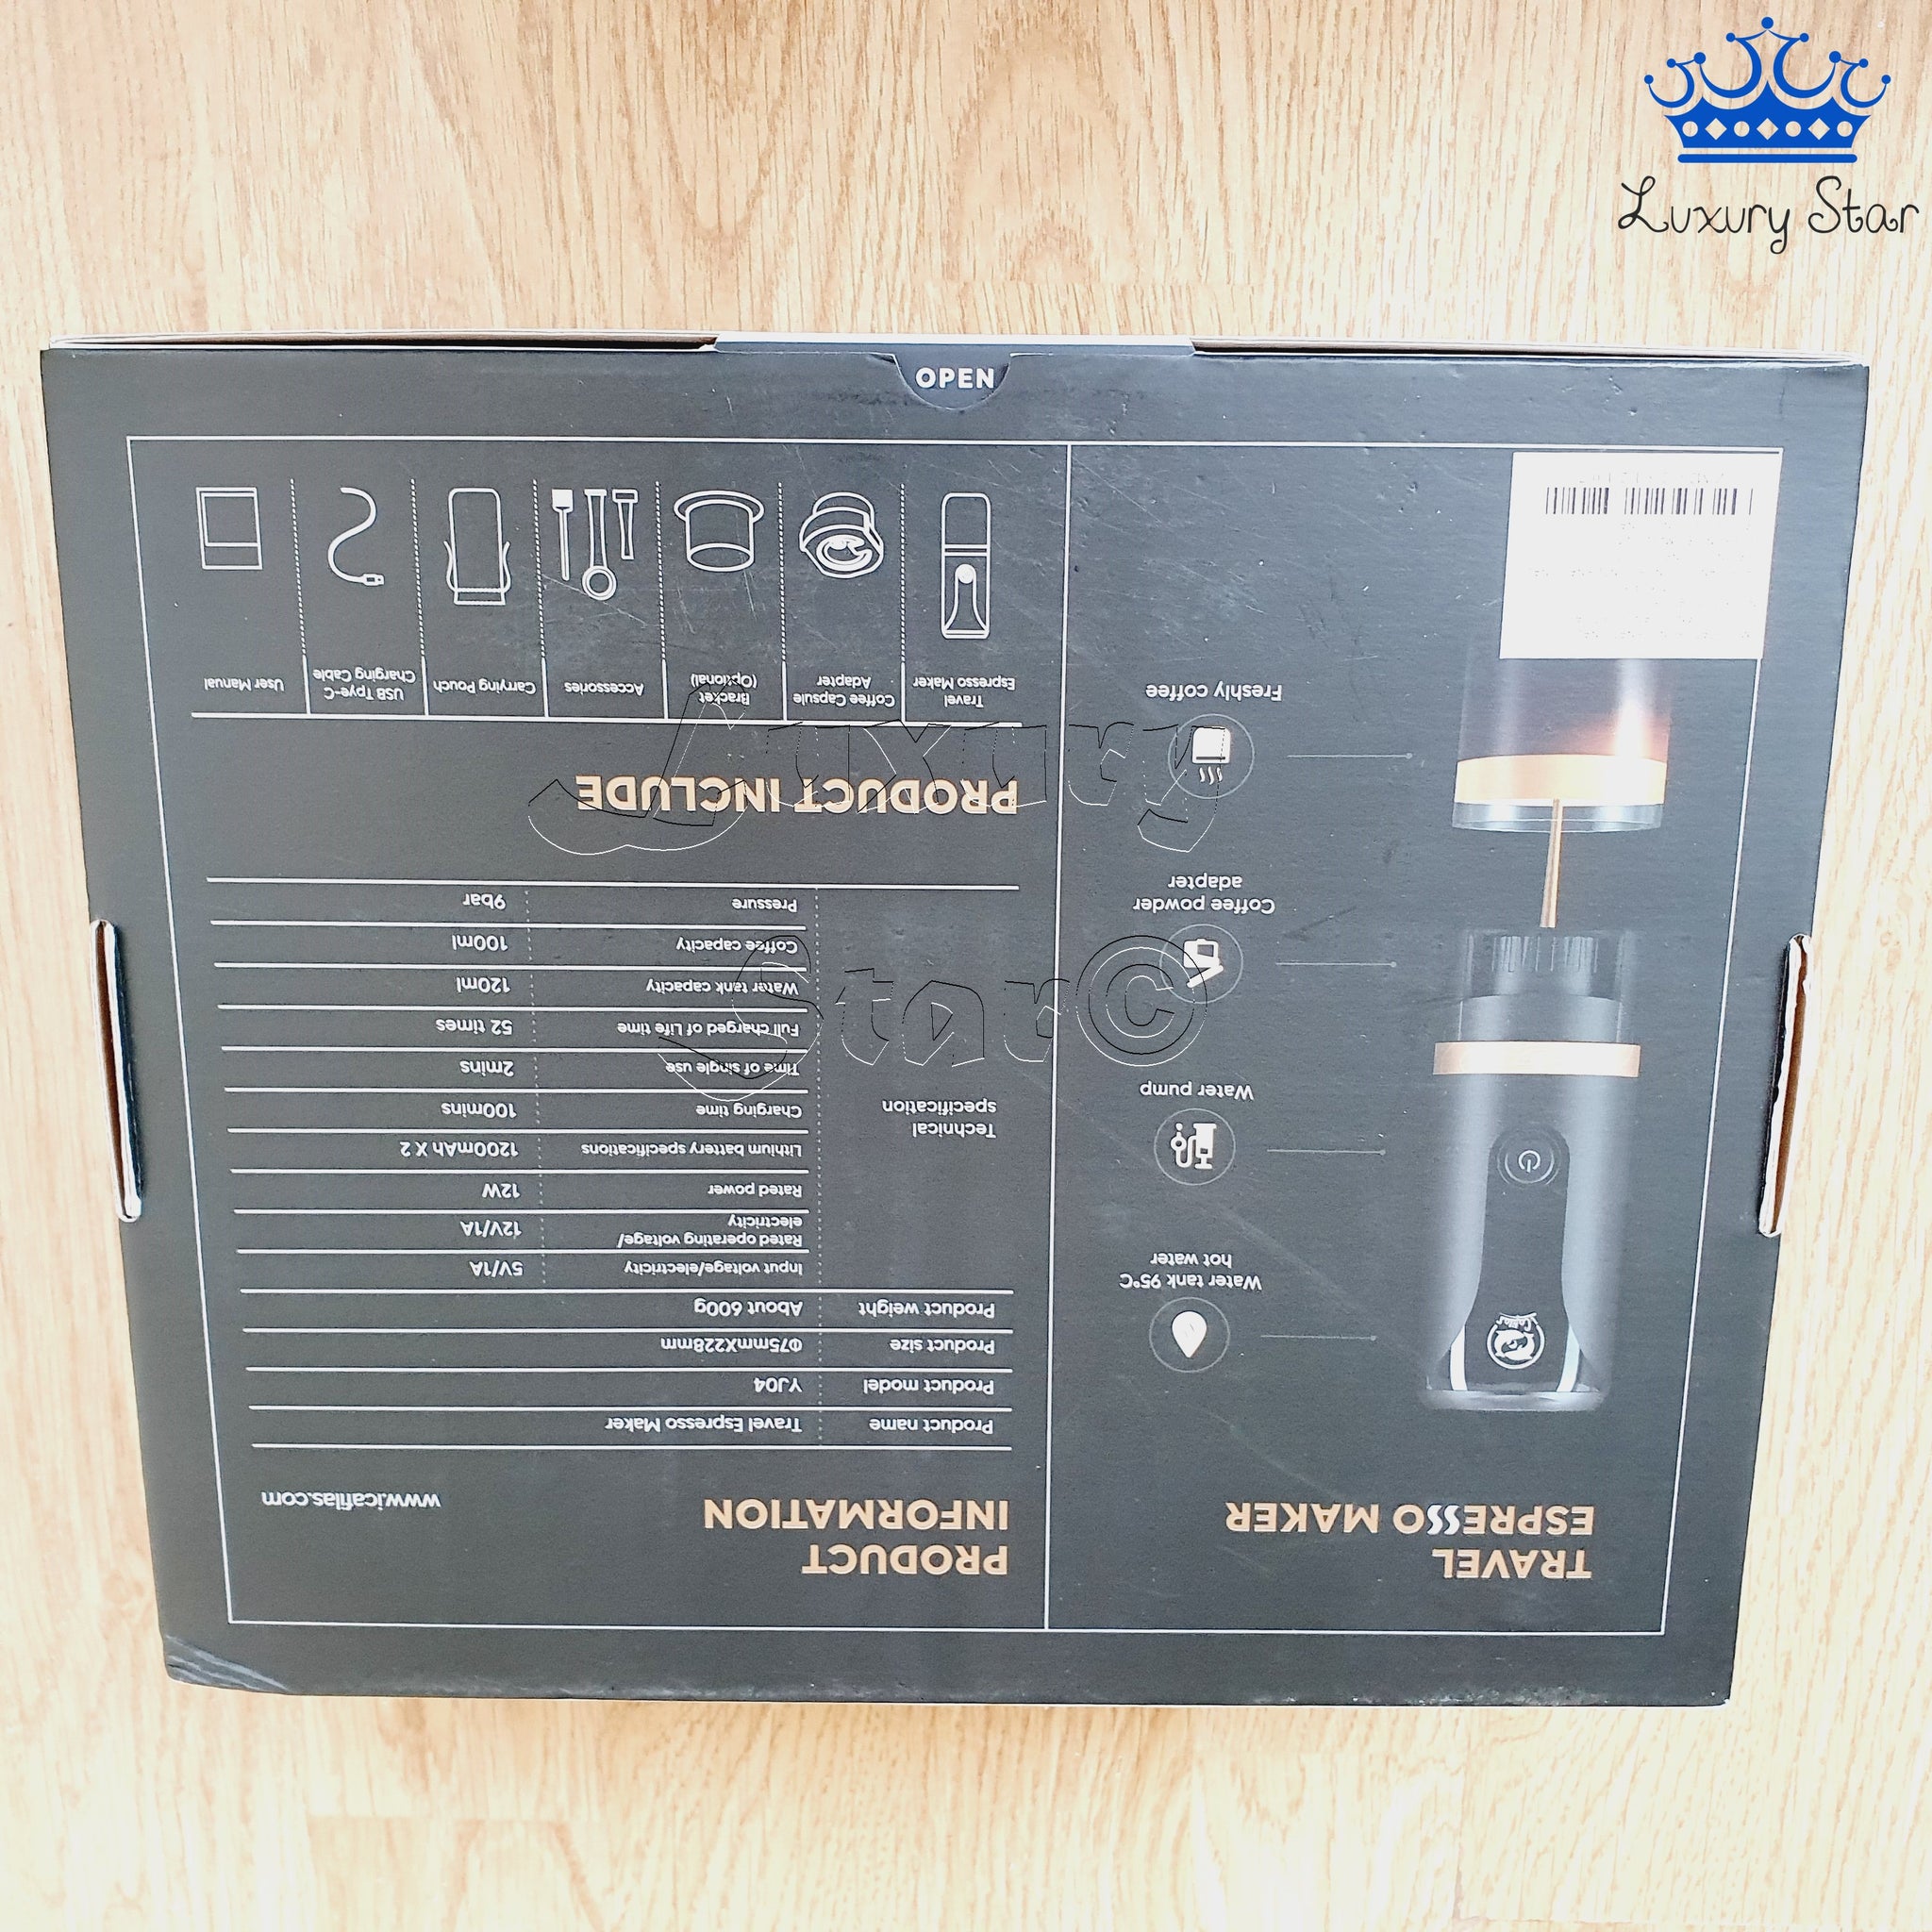 Luxury Star
OPEN
TRAVEL
ESPRESSO MAKER
Water tank 95°C
hot water
Water pump
Coffee powder
adapter
Freshly coffee
PRODUCT
INFORMATION
www.icafilas.com
Product name Travel Espresso Maker
Product model YJ04
Product size Φ75mmX228mm
Product weight About 600g
Technical
specification
Input voltage/electricity 5V/1A
Rated operating voltage/
electricity 12V/1A
Rated power 12W
Lithium battery specifications 1200mAh X 2
Charging time 100mins
Time of single use 2mins
Full charged of Life time 52 times
Water tank capacity 120ml
Coffee capacity 100ml
Pressure 9bar
PRODUCT INCLUDE
Travel
Espresso Maker
Coffee Capsule
Adapter
Bracket
(Optional)
Accessories
Carrying Pouch
USB Tpye-C
Charging Cable
User Manual
Luxury
Star©